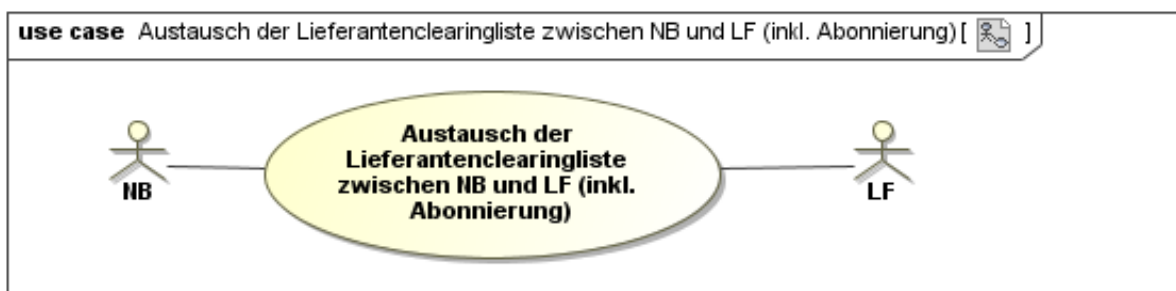 use case Austausch der Lieferantenclearingliste zwischen NB und LF (inkl. Abonnierung) [ ]
Austausch der
Lieferantenclearingliste
zwischen NB und LF (inkl.
Abonnierung)
NB
LF